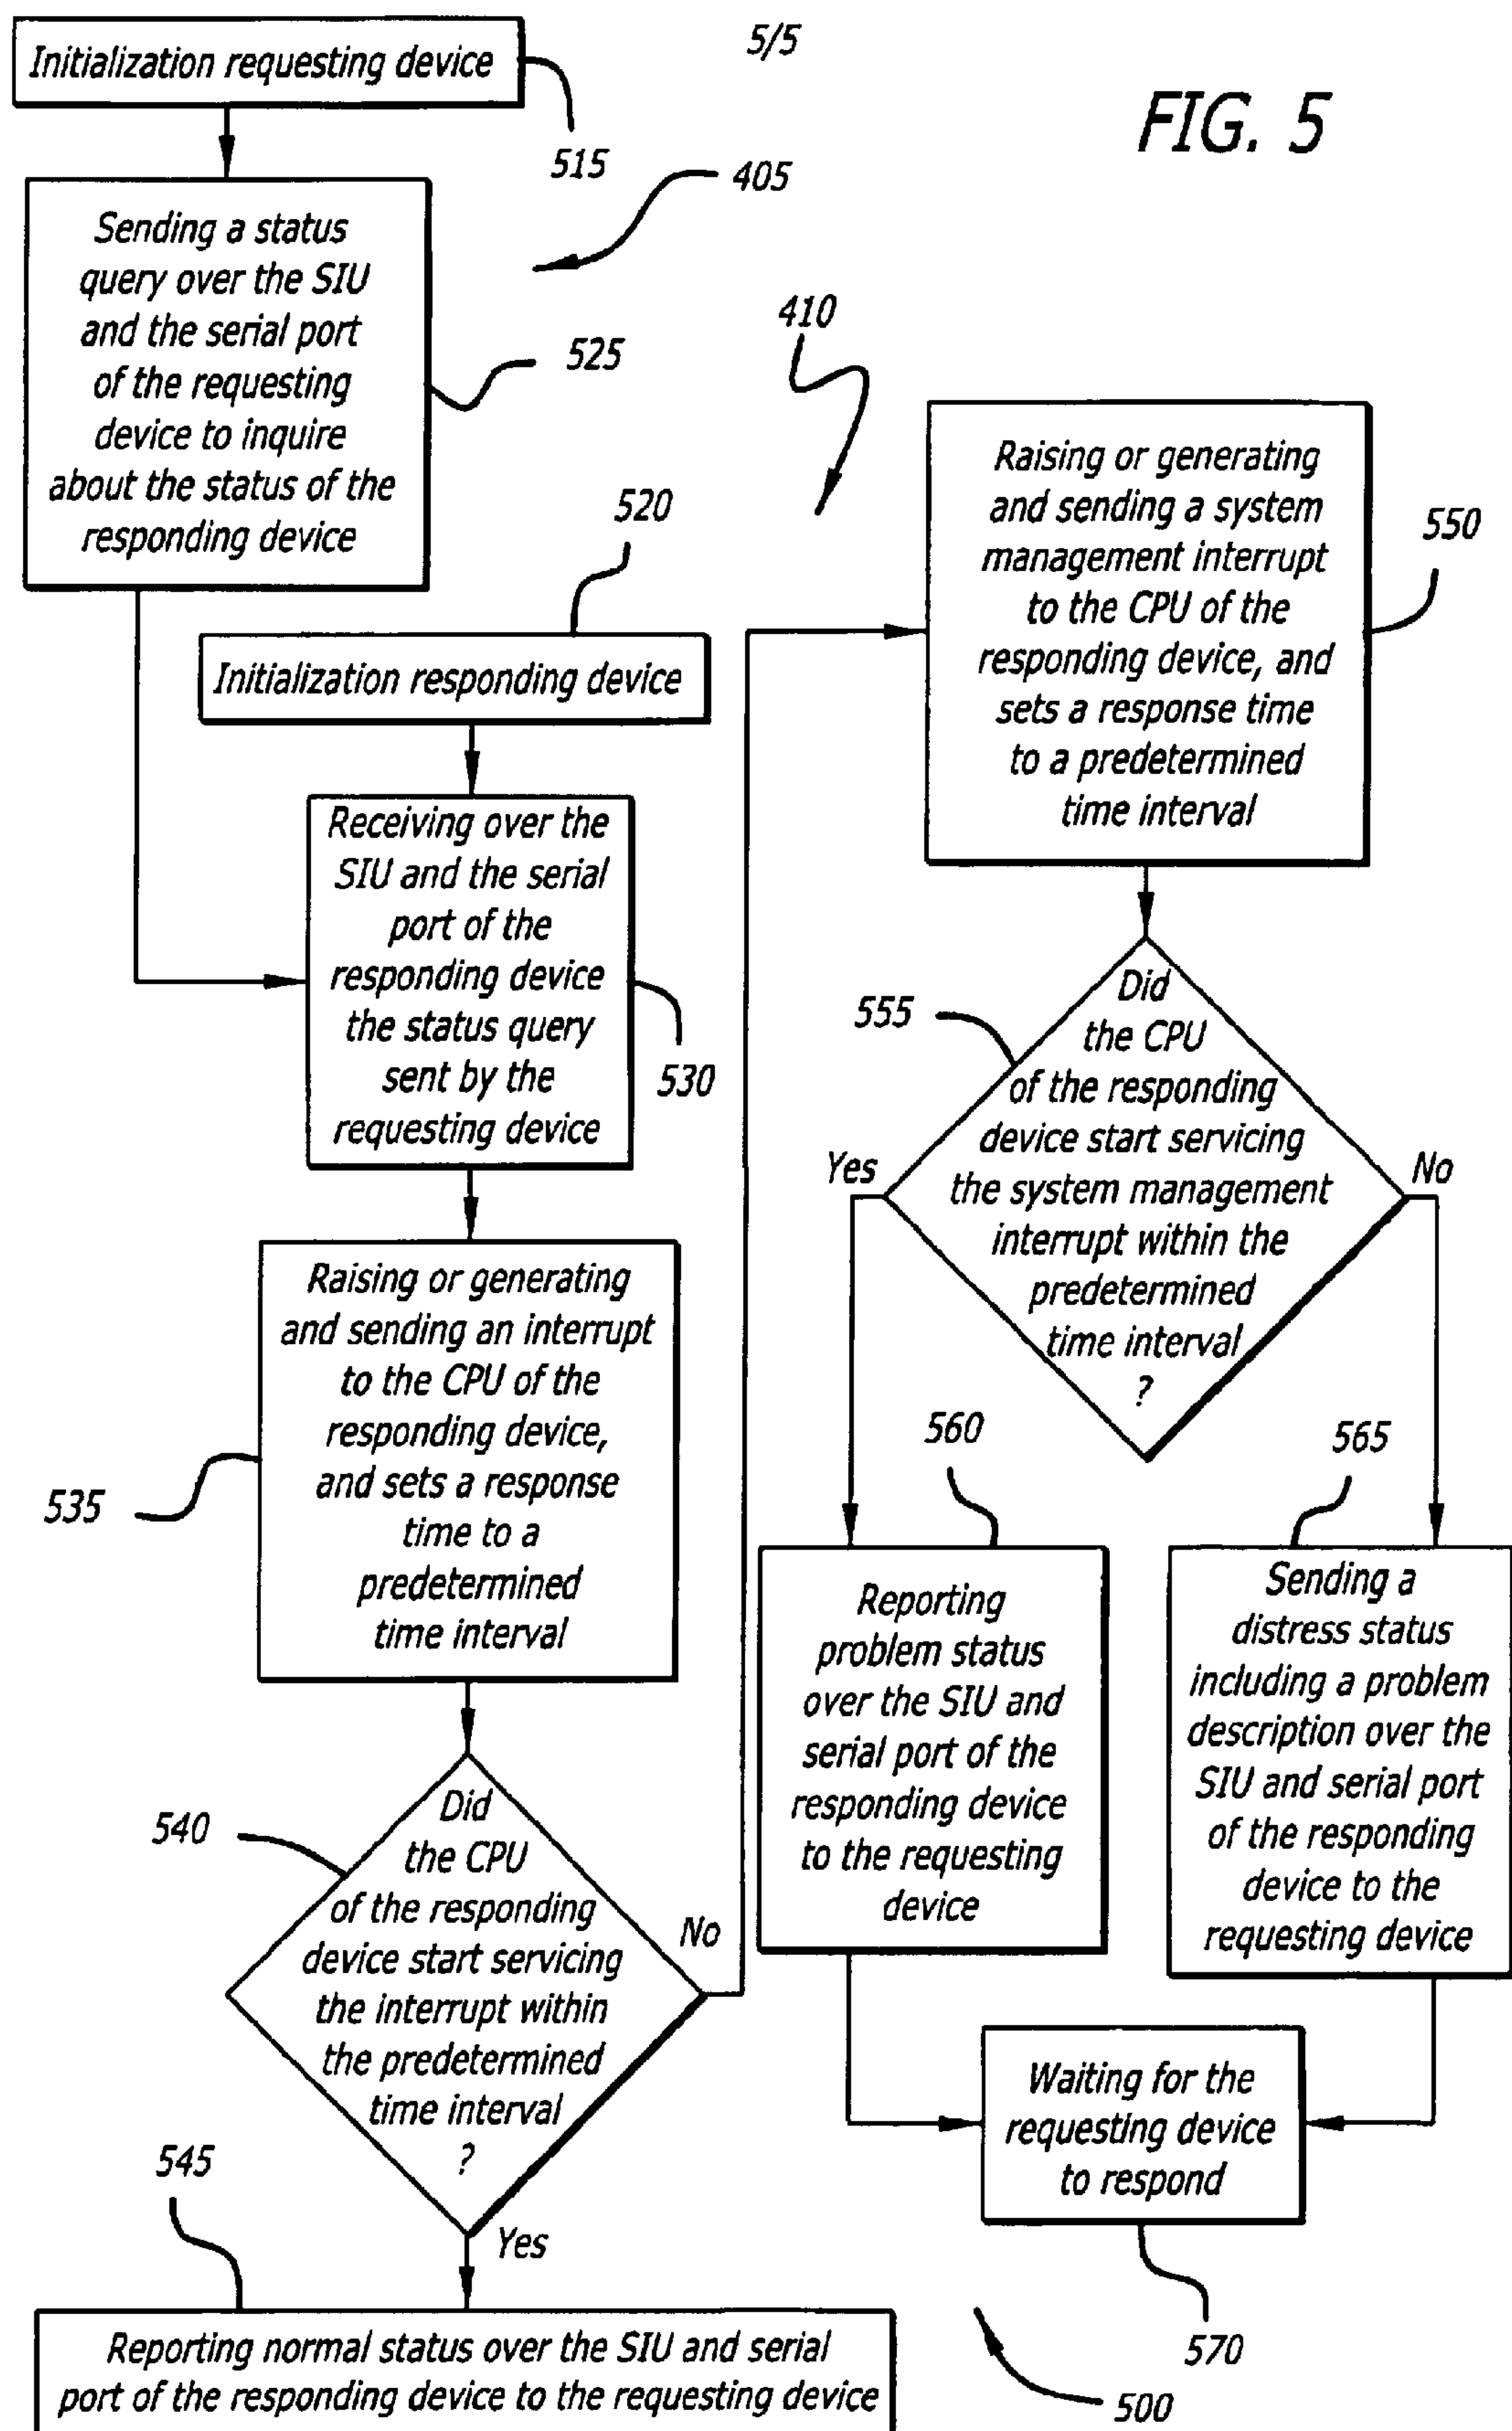 5/5
FIG. 5
Initialization requesting device
515
405
Sending a status
query over the SIU
and the serial port
of the requesting
device to inquire
about the status of the
responding device
525
520
Initialization responding device
Receiving over the
SIU and the serial
port of the
responding device
the status query
sent by the
requesting device
530
Raising or generating
and sending an interrupt
to the CPU of the
responding device,
and sets a response
time to a
predetermined
time interval
535
540
Did
the CPU
of the responding
device start servicing
the interrupt within
the predetermined
time interval
?
No
Yes
545
Reporting normal status over the SIU and serial
port of the responding device to the requesting device
410
Raising or generating
and sending a system
management interrupt
to the CPU of the
responding device, and
sets a response time
to a predetermined
time interval
550
555
Did
the CPU
of the responding
device start servicing
the system management
interrupt within the
predetermined
time interval
?
Yes
No
560
Reporting
problem status
over the SIU and
serial port of the
responding device
to the requesting
device
565
Sending a
distress status
including a problem
description over the
SIU and serial port
of the responding
device to the
requesting device
Waiting for the
requesting device
to respond
570
500